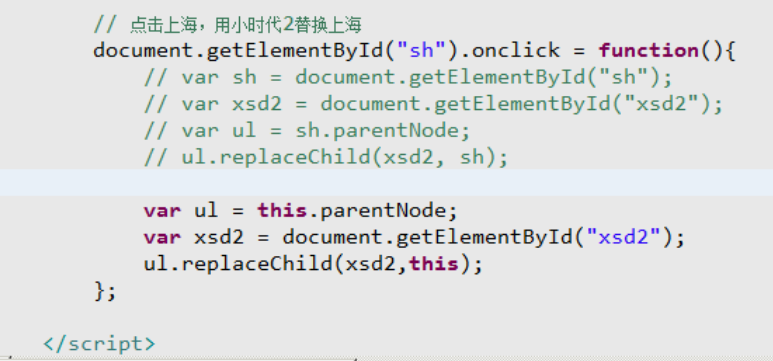 // 点击上海，用小时代2替换上海
document.getElementById("sh").onclick = function(){
// var sh = document.getElementById("sh");
// var xsd2 = document.getElementById("xsd2");
// var ul = sh.parentNode;
// ul.replaceChild(xsd2, sh);
var ul = this.parentNode;
var xsd2 = document.getElementById("xsd2");
ul.replaceChild(xsd2,this);
};
</script>